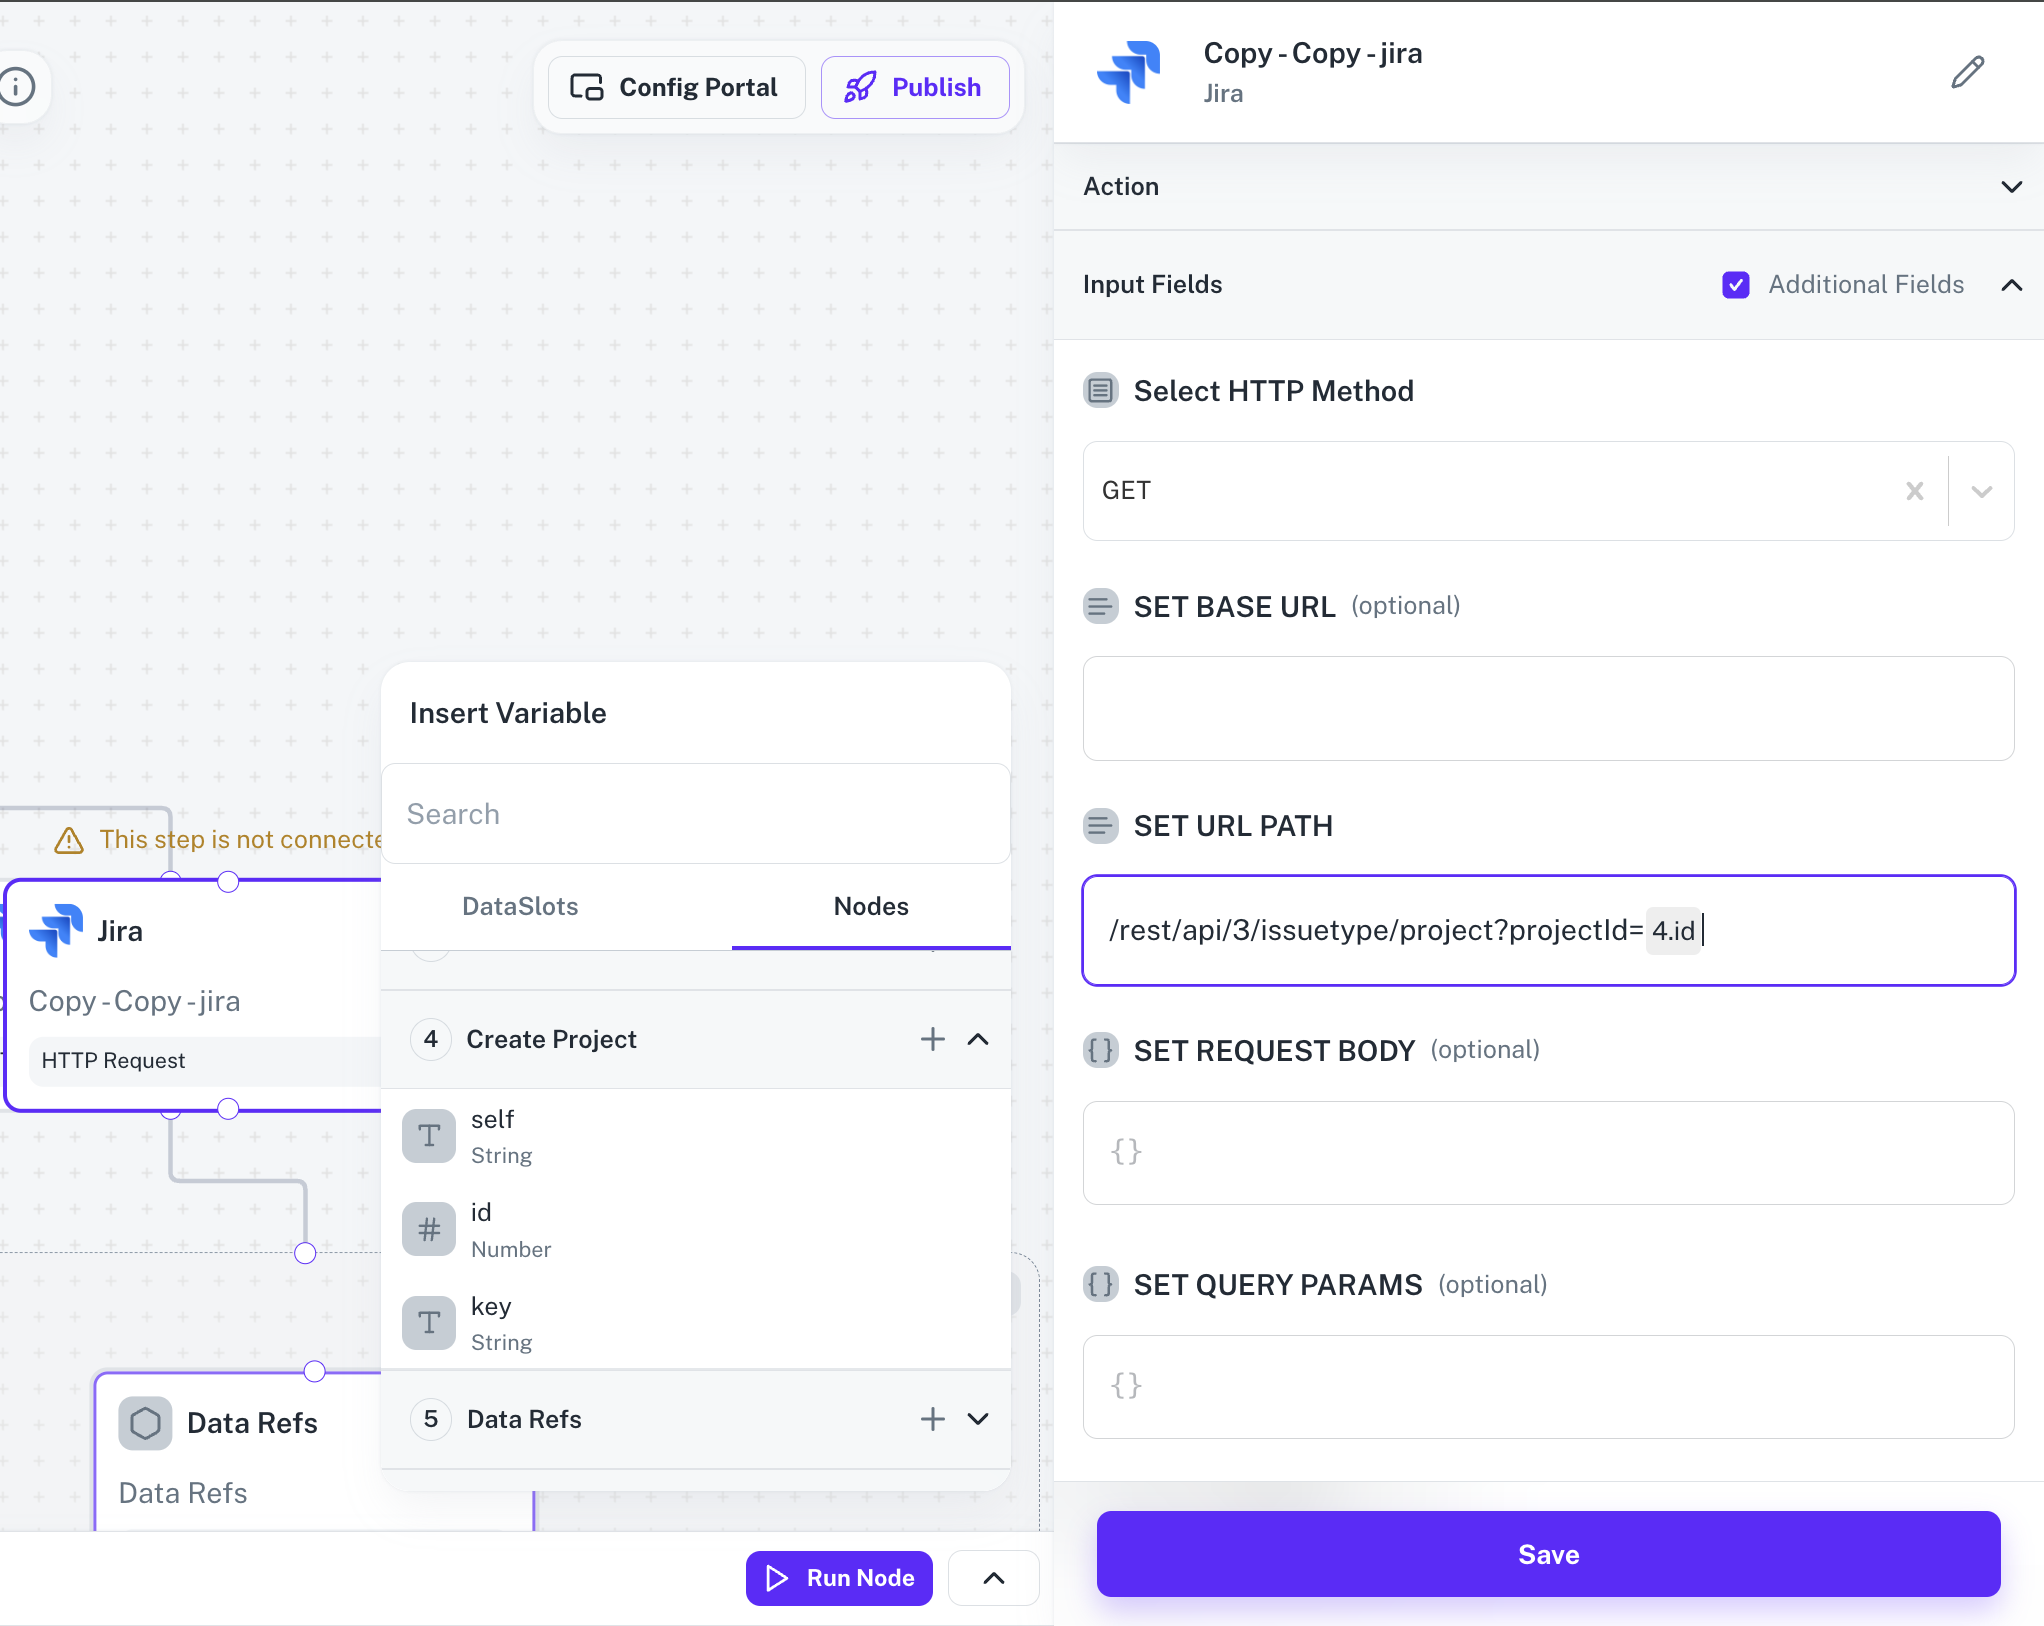 Config Portal
Publish
Copy - Copy - jira
Jira
Action
Input Fields
Additional Fields
Select HTTP Method
GET
SET BASE URL (optional)
SET URL PATH
/rest/api/3/issuetype/project?projectId= 4.id
SET REQUEST BODY (optional)
{}
SET QUERY PARAMS (optional)
{}
Save
Insert Variable
Search
DataSlots
Nodes
4 Create Project
self
String
id
Number
key
String
5 Data Refs
This step is not connecte
Jira
Copy - Copy - jira
HTTP Request
Data Refs
Data Refs
Run Node